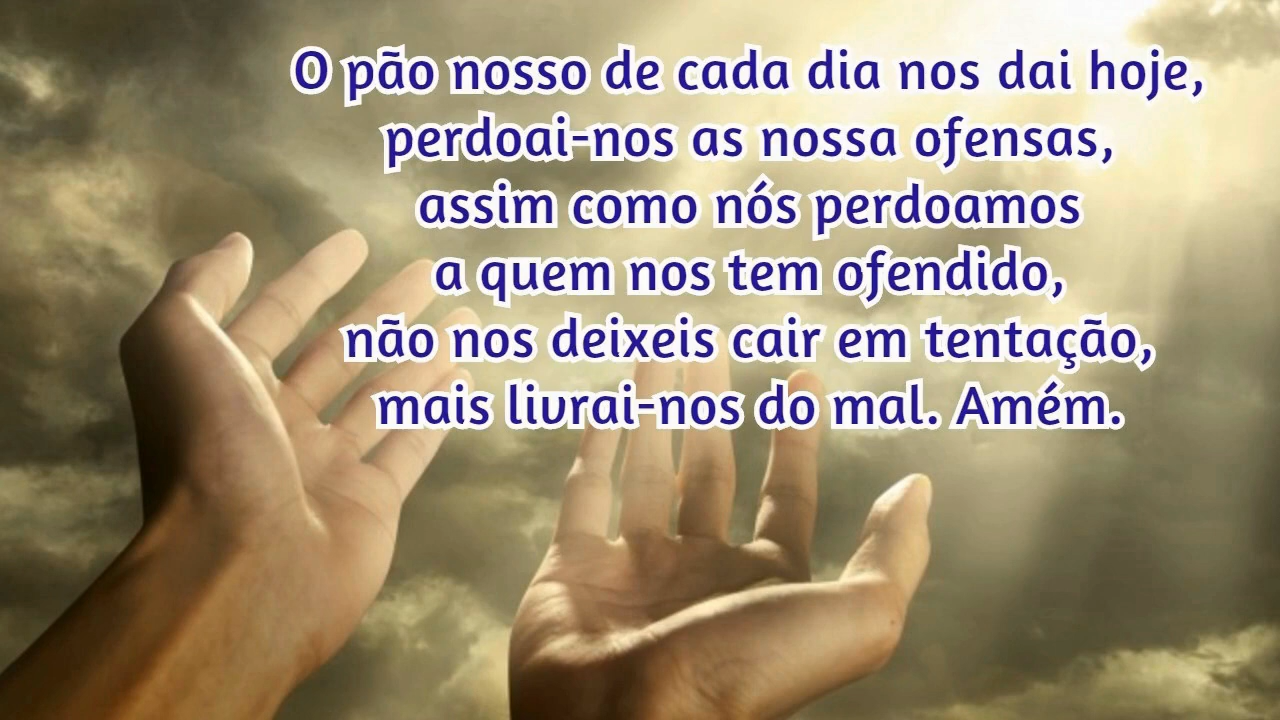 O pão nosso de cada dia nos dai hoje,
perdoai-nos as nossa ofensas,
assim como nós perdoamos
a quem nos tem ofendido,
não nos deixeis cair em tentação,
mais livrai-nos do mal. Amém.